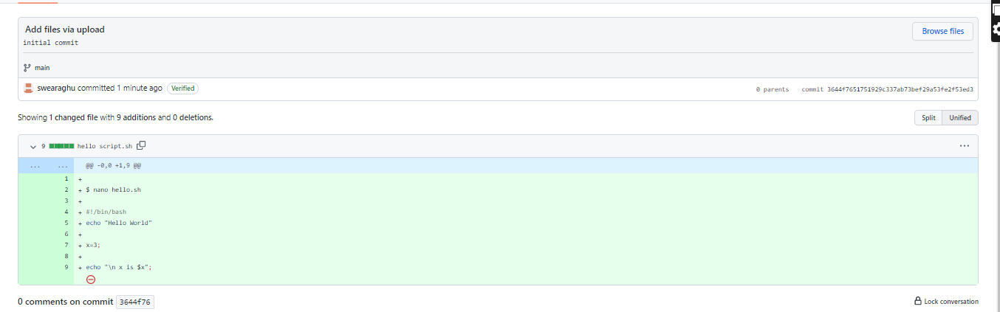 Add files via upload
Browse files
initial commit
main
swearaghu committed 1 minute ago Verified
0 parents commit 3644f7651751929c337ab73bef29a53fe2f53ed3
Showing 1 changed file with 9 additions and 0 deletions.
Split Unified
9 hello script.sh ...
... ... @@ -0,0 +1,9 @@
1 +
2 + $ nano hello.sh
3 +
4 + #!/bin/bash
5 + echo "Hello World"
6 +
7 + x=3;
8 +
9 + echo "\n x is $x";
0 comments on commit 3644f76
Lock conversation